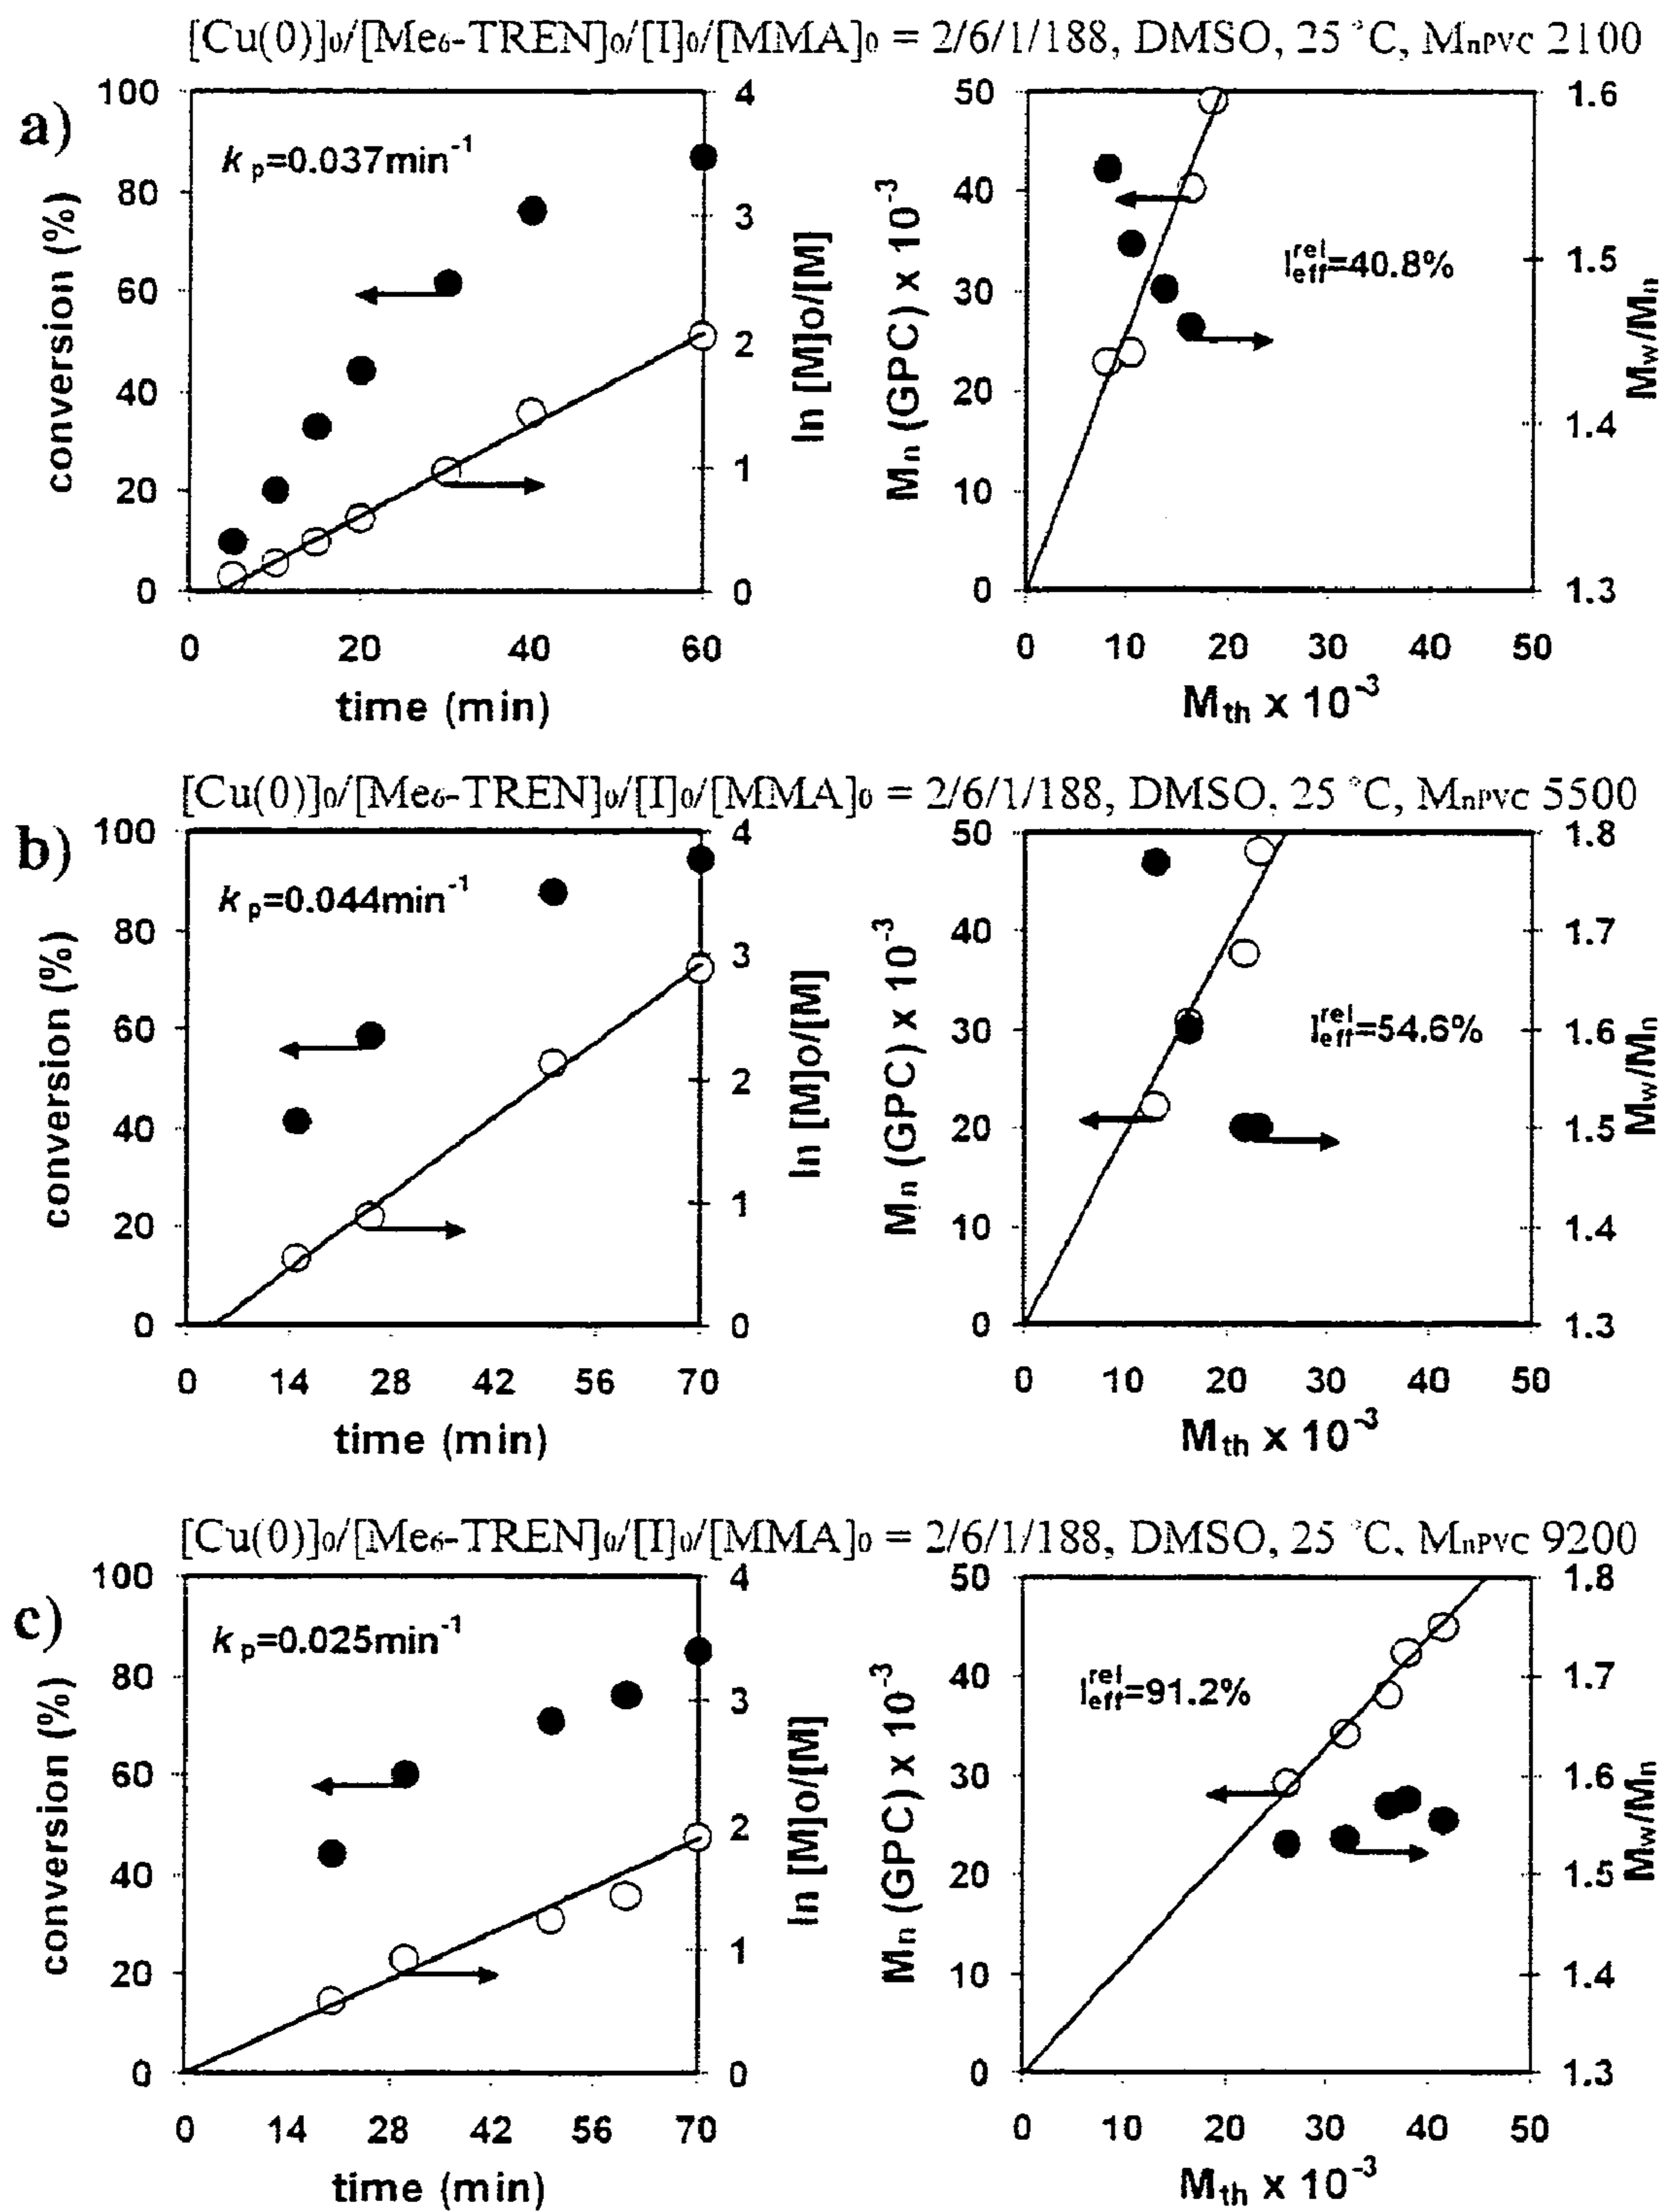 [Cu(0)]₀/[Me₆-TREN]₀/[I]₀/[MMA]₀ = 2/6/1/188, DMSO, 25 °C, MnPVC 2100
a)
100
80
60
40
20
0
conversion (%)
kp=0.037min⁻¹
4
3
2
1
0
ln [M]o/[M]
0 20 40 60
time (min)
50
40
30
20
10
0
Mn (GPC) x 10⁻³
I rel eff=40.8%
1.6
1.5
1.4
1.3
Mw/Mn
0 10 20 30 40 50
Mth x 10⁻³
[Cu(0)]₀/[Me₆-TREN]₀/[I]₀/[MMA]₀ = 2/6/1/188, DMSO, 25 °C, MnPVC 5500
b)
100
80
60
40
20
0
conversion (%)
kp=0.044min⁻¹
4
3
2
1
0
ln [M]o/[M]
0 14 28 42 56 70
time (min)
50
40
30
20
10
0
Mn (GPC) x 10⁻³
I rel eff=54.6%
1.8
1.7
1.6
1.5
1.4
1.3
Mw/Mn
0 10 20 30 40 50
Mth x 10⁻³
[Cu(0)]₀/[Me₆-TREN]₀/[I]₀/[MMA]₀ = 2/6/1/188, DMSO, 25 °C, MnPVC 9200
c)
100
80
60
40
20
0
conversion (%)
kp=0.025min⁻¹
4
3
2
1
0
ln [M]o/[M]
0 14 28 42 56 70
time (min)
50
40
30
20
10
0
Mn (GPC) x 10⁻³
I rel eff=91.2%
1.8
1.7
1.6
1.5
1.4
1.3
Mw/Mn
0 10 20 30 40 50
Mth x 10⁻³